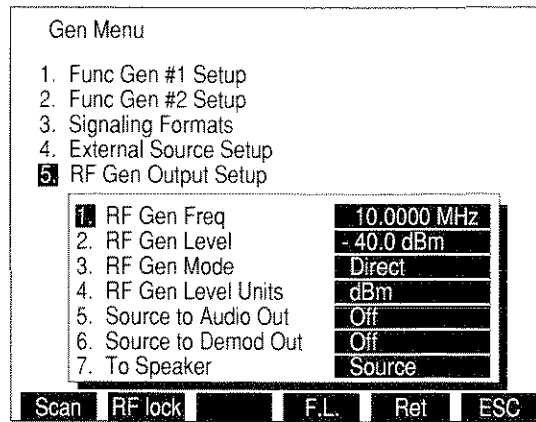 Gen Menu
1. Func Gen #1 Setup
2. Func Gen #2 Setup
3. Signaling Formats
4. External Source Setup
5. RF Gen Output Setup
1. RF Gen Freq 10.0000 MHz
2. RF Gen Level - 40.0 dBm
3. RF Gen Mode Direct
4. RF Gen Level Units dBm
5. Source to Audio Out Off
6. Source to Demod Out Off
7. To Speaker Source
Scan RF lock F.L. Ret ESC